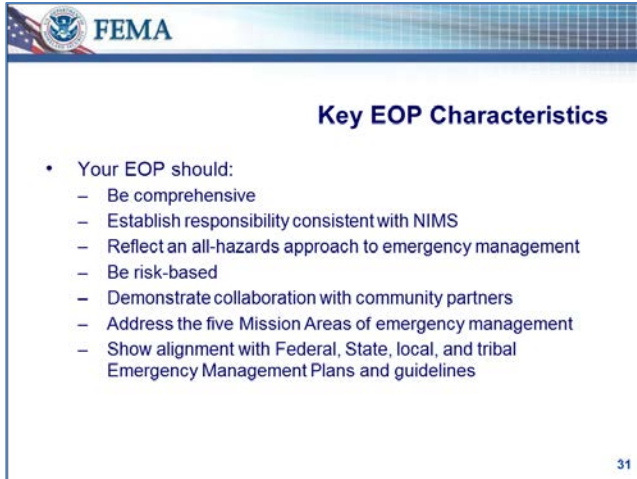 FEMA
Key EOP Characteristics
• Your EOP should:
– Be comprehensive
– Establish responsibility consistent with NIMS
– Reflect an all-hazards approach to emergency management
– Be risk-based
– Demonstrate collaboration with community partners
– Address the five Mission Areas of emergency management
– Show alignment with Federal, State, local, and tribal
Emergency Management Plans and guidelines
31